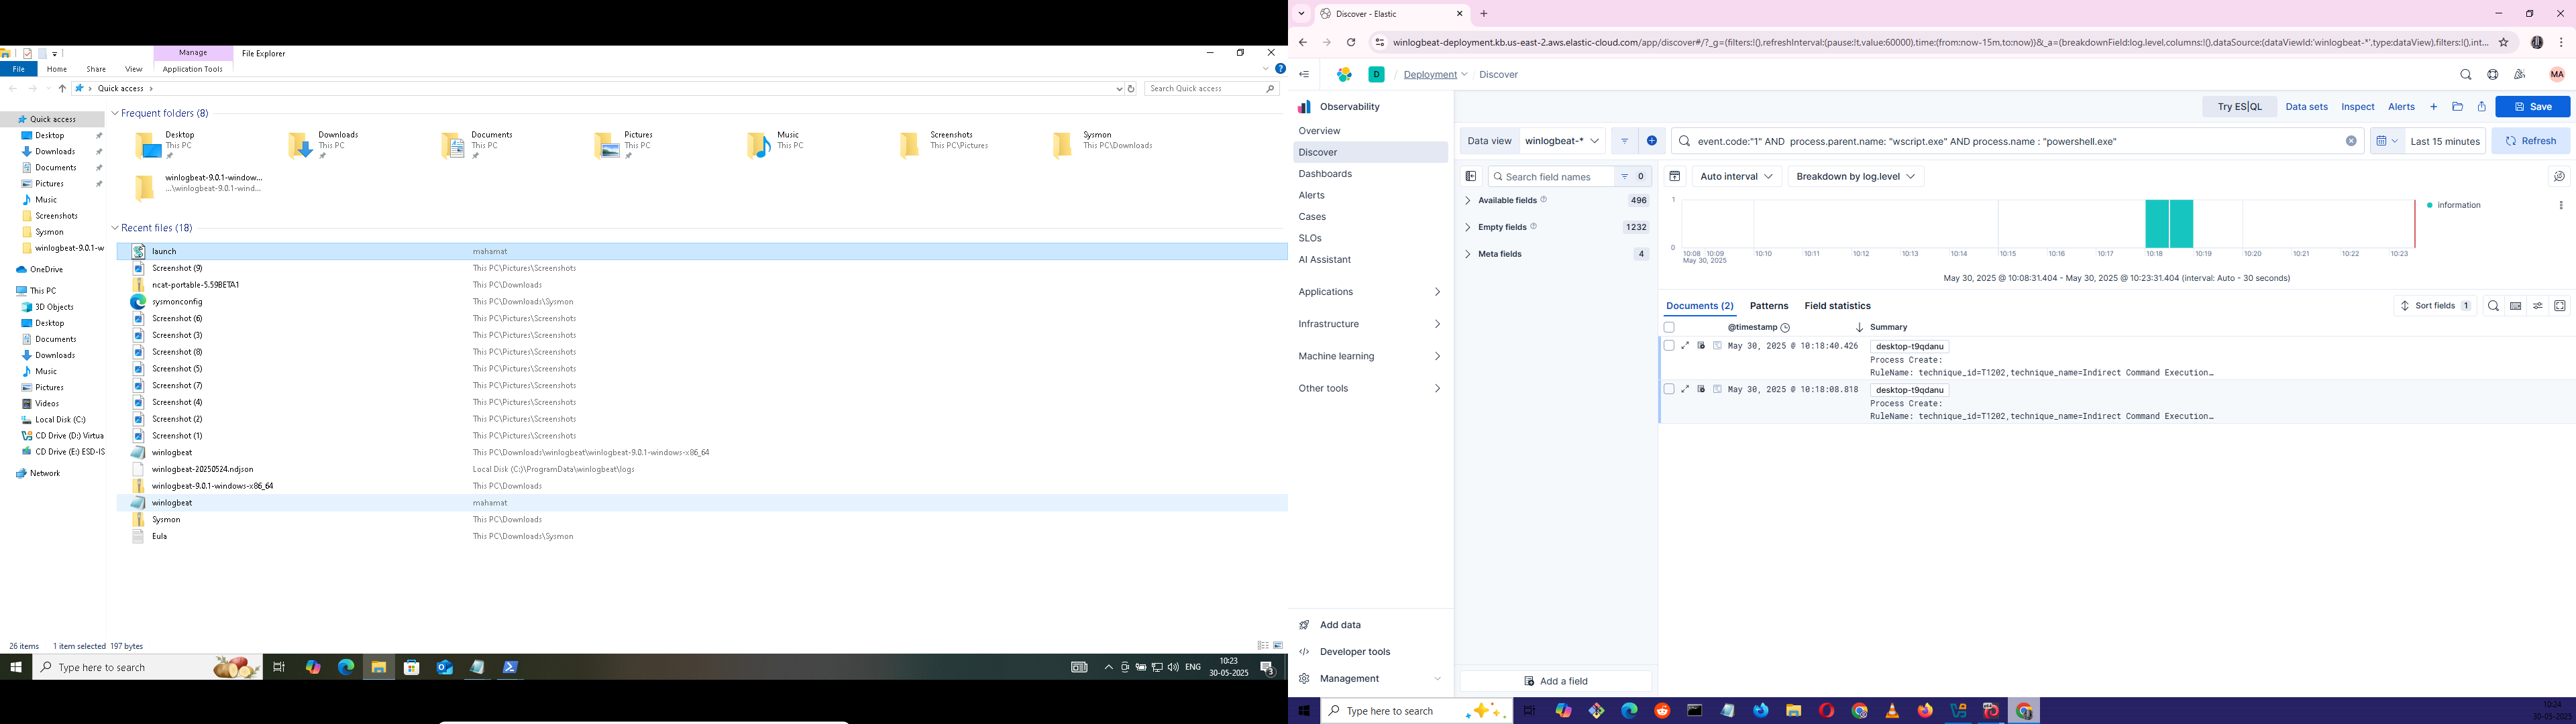 Manage
File Explorer
File
Home
Share
View
Application Tools
Quick access
Search Quick access
Quick access
Desktop
Downloads
Documents
Pictures
Music
Screenshots
Sysmon
winlogbeat-9.0.1-w
OneDrive
This PC
3D Objects
Desktop
Documents
Downloads
Music
Pictures
Videos
Local Disk (C:)
CD Drive (D:) Virtua
CD Drive (E:) ESD-IS
Network
Frequent folders (8)
Desktop
This PC
Downloads
This PC
Documents
This PC
Pictures
This PC
Music
This PC
Screenshots
This PC\Pictures
Sysmon
This PC\Downloads
winlogbeat-9.0.1-window...
...\winlogbeat-9.0.1-wind...
Recent files (18)
launch mahamat
Screenshot (9) This PC\Pictures\Screenshots
ncat-portable-5.59BETA1 This PC\Downloads
sysmonconfig This PC\Downloads\Sysmon
Screenshot (6) This PC\Pictures\Screenshots
Screenshot (3) This PC\Pictures\Screenshots
Screenshot (8) This PC\Pictures\Screenshots
Screenshot (5) This PC\Pictures\Screenshots
Screenshot (7) This PC\Pictures\Screenshots
Screenshot (4) This PC\Pictures\Screenshots
Screenshot (2) This PC\Pictures\Screenshots
Screenshot (1) This PC\Pictures\Screenshots
winlogbeat This PC\Downloads\winlogbeat\winlogbeat-9.0.1-windows-x86_64
winlogbeat-20250524.ndjson Local Disk (C:)\ProgramData\winlogbeat\logs
winlogbeat-9.0.1-windows-x86_64 This PC\Downloads
winlogbeat mahamat
Sysmon This PC\Downloads
Eula This PC\Downloads\Sysmon
26 items 1 item selected 197 bytes
Type here to search
ENG
10:23
30-05-2025
3
Discover - Elastic
winlogbeat-deployment.kb.us-east-2.aws.elastic-cloud.com/app/discover#/?_g=(filters:!(),refreshInterval:(pause:!t,value:60000),time:(from:now-15m,to:now))&_a=(breakdownField:log.level,columns:!(),dataSource:(dataViewId:'winlogbeat-*',type:dataView),filters:!(),int...
D / Deployment / Discover
MA
Observability
Overview
Discover
Dashboards
Alerts
Cases
SLOs
AI Assistant
Applications
Infrastructure
Machine learning
Other tools
Add data
Developer tools
Management
Try ES|QL
Data sets
Inspect
Alerts
Save
Data view
winlogbeat-*
event.code:"1" AND process.parent.name: "wscript.exe" AND process.name : "powershell.exe"
Last 15 minutes
Refresh
Search field names
0
Available fields 496
Empty fields 1232
Meta fields 4
Add a field
Auto interval
Breakdown by log.level
1
0
information
10:08 10:09 10:10 10:11 10:12 10:13 10:14 10:15 10:16 10:17 10:18 10:19 10:20 10:21 10:22 10:23
May 30, 2025
May 30, 2025 @ 10:08:31.404 - May 30, 2025 @ 10:23:31.404 (interval: Auto - 30 seconds)
Documents (2)
Patterns
Field statistics
Sort fields 1
@timestamp
Summary
May 30, 2025 @ 10:18:40.426
desktop-t9qdanu
Process Create:
RuleName: technique_id=T1202,technique_name=Indirect Command Execution…
May 30, 2025 @ 10:18:08.818
desktop-t9qdanu
Process Create:
RuleName: technique_id=T1202,technique_name=Indirect Command Execution…
Type here to search
10:24